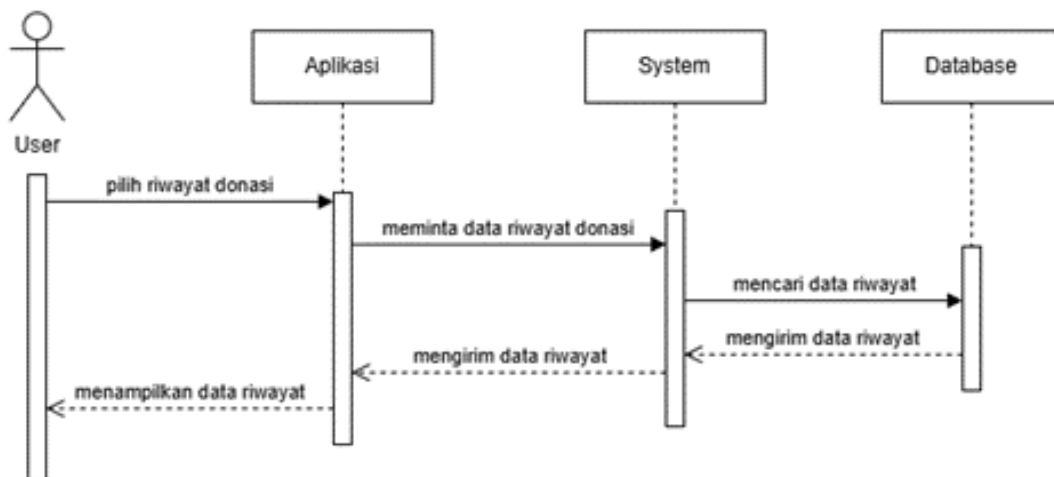 Aplikasi
System
Database
User
pilih riwayat donasi
meminta data riwayat donasi
mencari data riwayat
mengirim data riwayat
mengirim data riwayat
menampilkan data riwayat